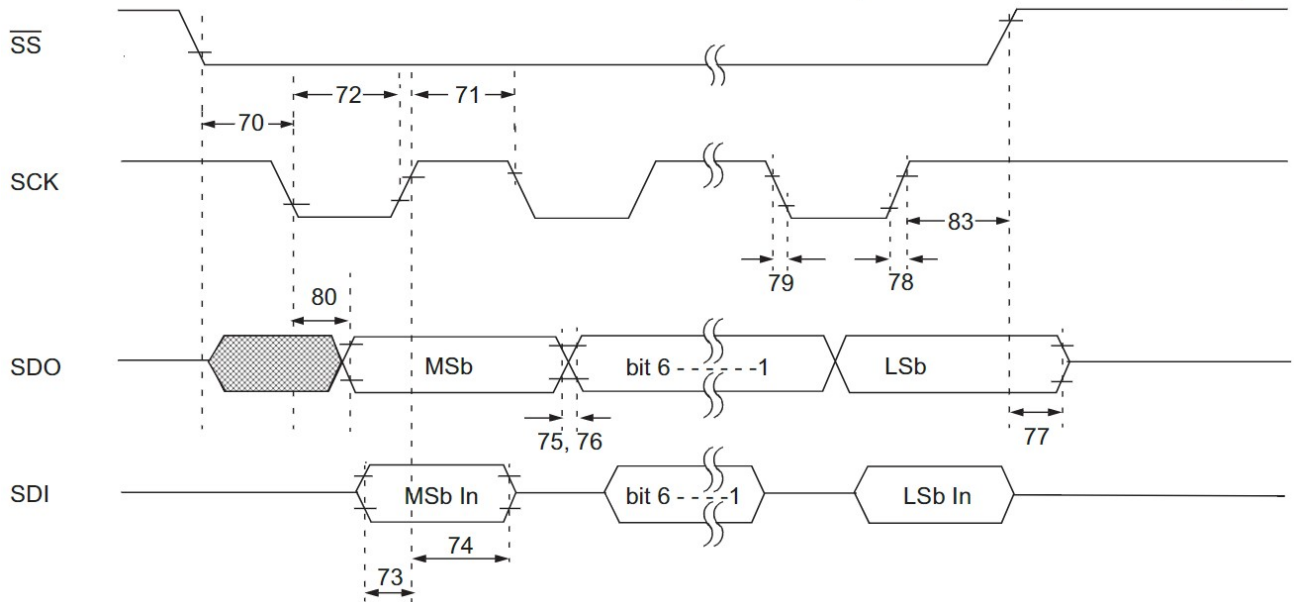 SS
70
72
71
SCK
83
79
78
80
SDO
MSb
bit 6 - - - - - -1
LSb
75, 76
77
SDI
MSb In
bit 6 - - - - -1
LSb In
74
73